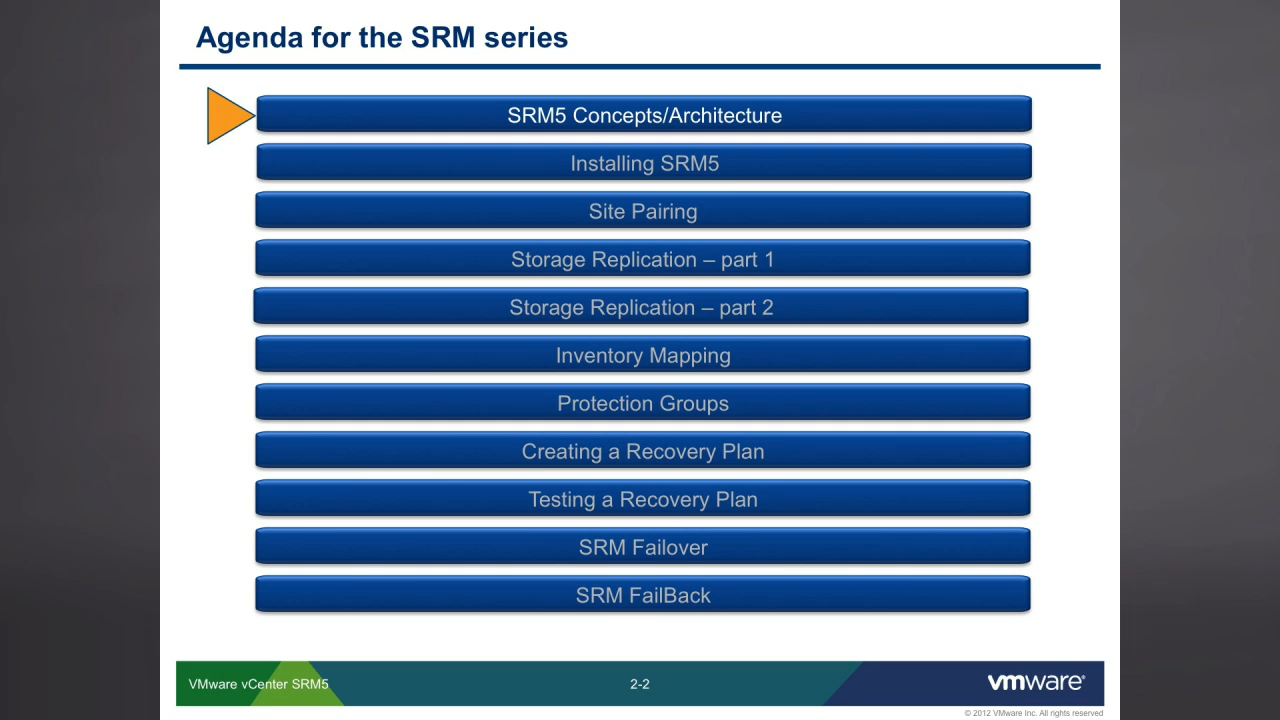 Agenda for the SRM series
SRM5 Concepts/Architecture
Installing SRM5
Site Pairing
Storage Replication – part 1
Storage Replication – part 2
Inventory Mapping
Protection Groups
Creating a Recovery Plan
Testing a Recovery Plan
SRM Failover
SRM FailBack
VMware vCenter SRM5
2-2
vmware®
© 2012 VMware Inc. All rights reserved